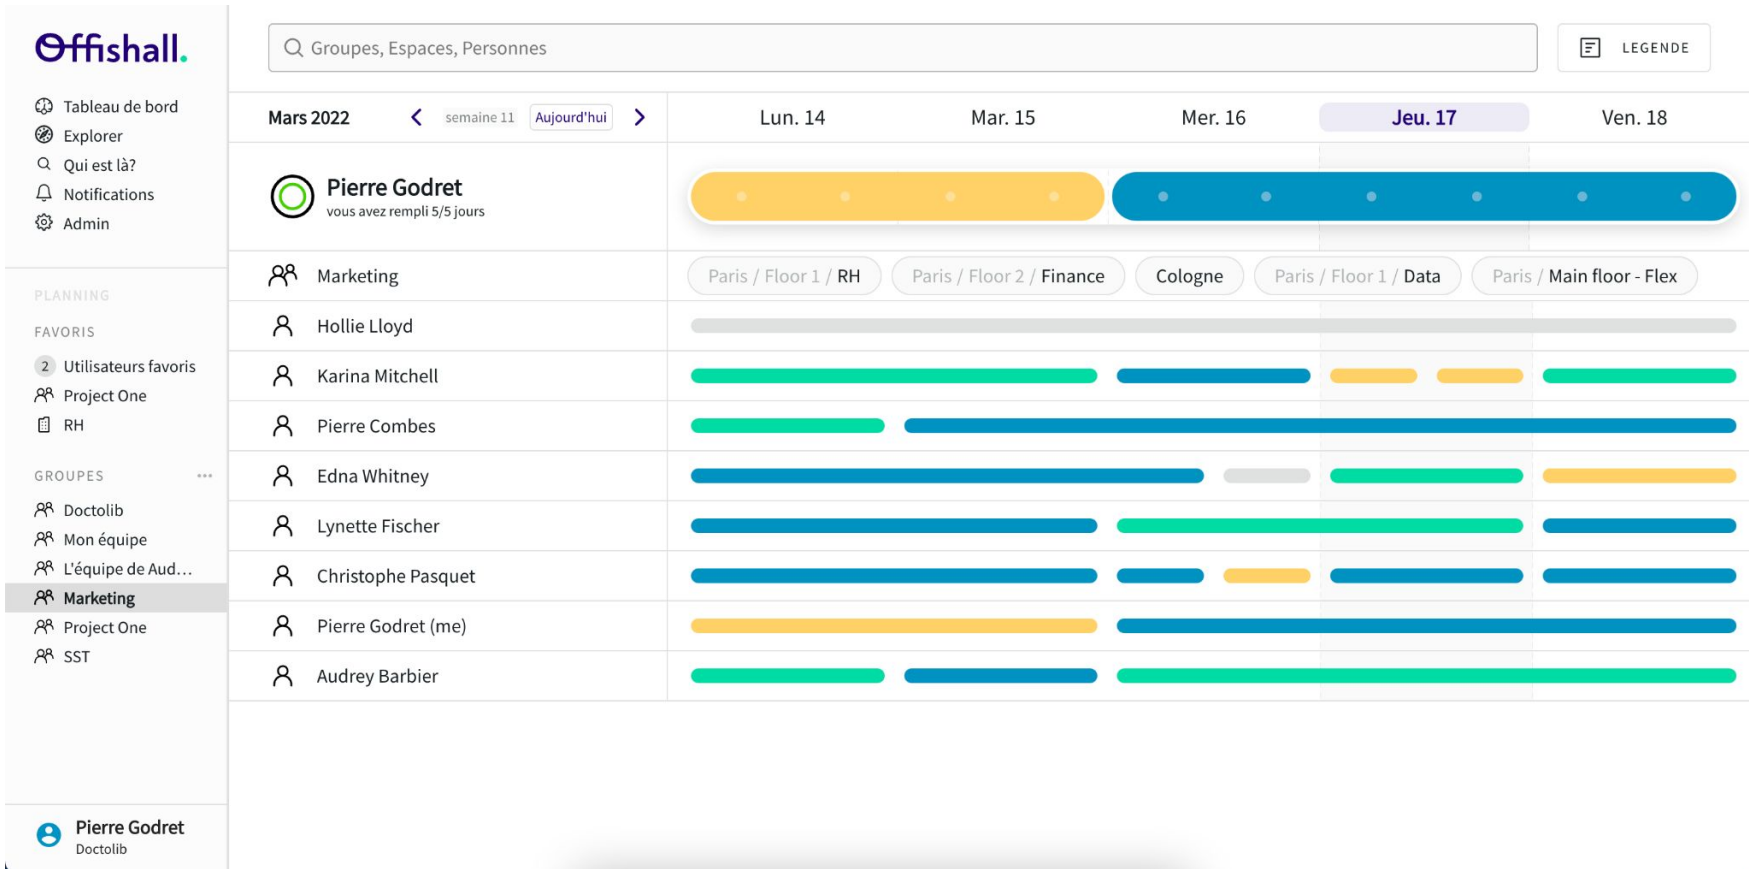 Offishall.
Tableau de bord
Explorer
Qui est là?
Notifications
Admin
PLANNING
FAVORIS
2 Utilisateurs favoris
Project One
RH
GROUPES ...
Doctolib
Mon équipe
L'équipe de Aud...
Marketing
Project One
SST
Pierre Godret
Doctolib
Groupes, Espaces, Personnes
LEGENDE
Mars 2022 semaine 11 Aujourd'hui Lun. 14 Mar. 15 Mer. 16 Jeu. 17 Ven. 18
Pierre Godret
vous avez rempli 5/5 jours
Marketing Paris / Floor 1 / RH Paris / Floor 2 / Finance Cologne Paris / Floor 1 / Data Paris / Main floor - Flex
Hollie Lloyd
Karina Mitchell
Pierre Combes
Edna Whitney
Lynette Fischer
Christophe Pasquet
Pierre Godret (me)
Audrey Barbier